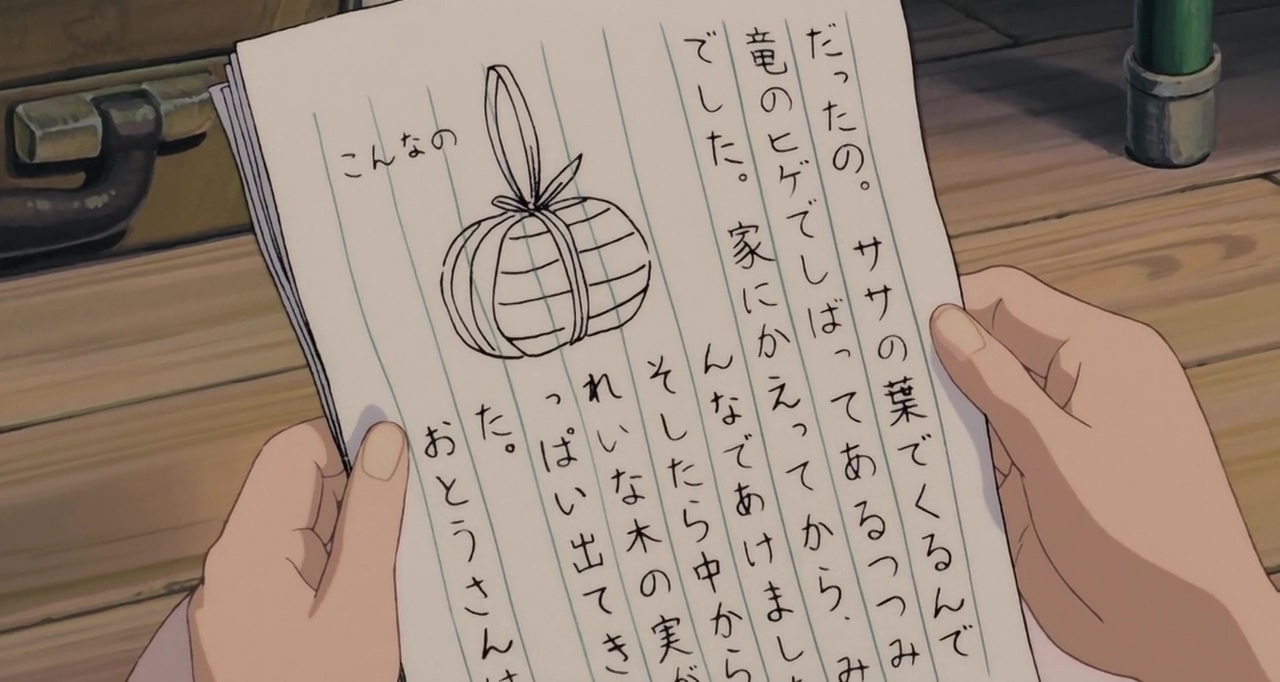 だったの。ササの葉でくるんで
竜のヒゲでしばってあるつつみ
でした。家にかえってから、み
んなであけまし
そしたら中から
れいな木の実が
っぱい出てき
た。
おとうさんは
こんなの